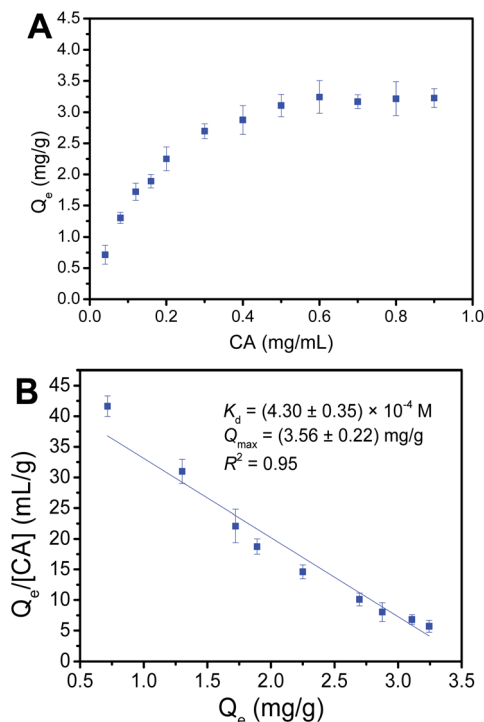 A
4.5
4.0
3.5
3.0
2.5
2.0
1.5
1.0
0.5
0.0
Qe (mg/g)
0.0 0.2 0.4 0.6 0.8 1.0
CA (mg/mL)
B
45
40
35
30
25
20
15
10
5
0
Qe/[CA] (mL/g)
Kd = (4.30 ± 0.35) × 10⁻⁴ M
Qmax = (3.56 ± 0.22) mg/g
R² = 0.95
0.5 1.0 1.5 2.0 2.5 3.0 3.5
Qe (mg/g)